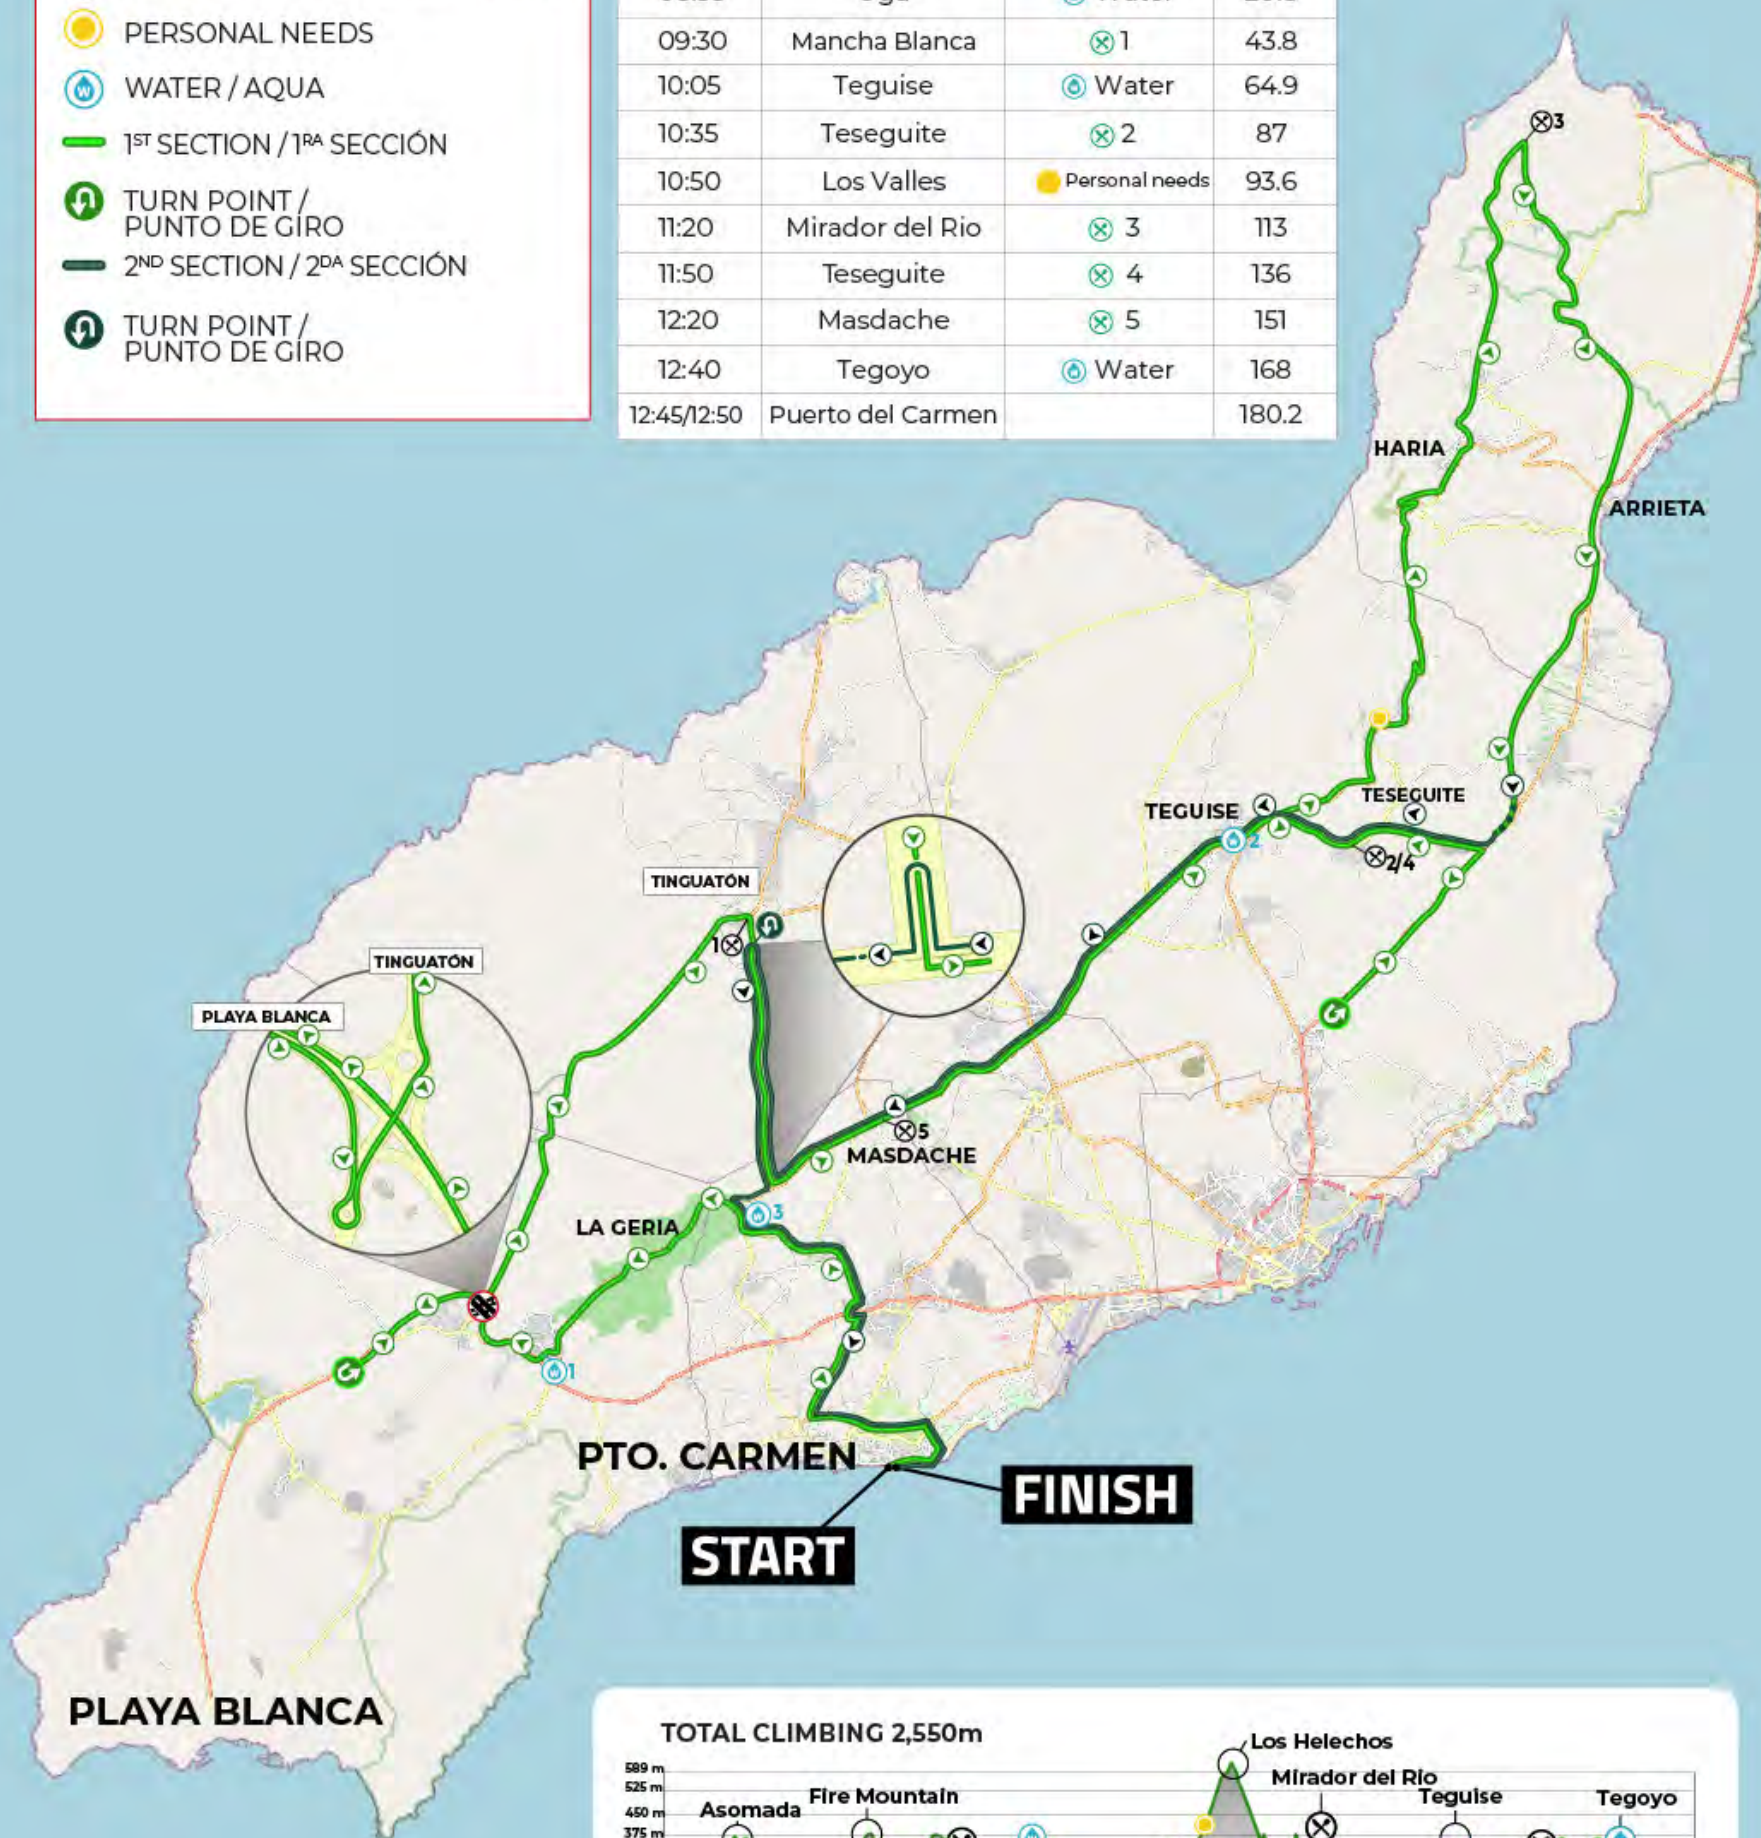 PERSONAL NEEDS
WATER / AQUA
1ST SECTION / 1RA SECCIÓN
TURN POINT /
PUNTO DE GIRO
2ND SECTION / 2DA SECCIÓN
TURN POINT /
PUNTO DE GIRO
09:30 Mancha Blanca 1 43.8
10:05 Teguise Water 64.9
10:35 Teseguite 2 87
10:50 Los Valles Personal needs 93.6
11:20 Mirador del Rio 3 113
11:50 Teseguite 4 136
12:20 Masdache 5 151
12:40 Tegoyo Water 168
12:45/12:50 Puerto del Carmen 180.2
3
HARIA
ARRIETA
TEGUISE
TESEGUITE
2
2/4
TINGUATÓN
1
TINGUATÓN
PLAYA BLANCA
5
MASDACHE
3
LA GERIA
1
PTO. CARMEN
FINISH
START
PLAYA BLANCA
TOTAL CLIMBING 2,550m
Los Helechos
589 m
Mirador del Rio
525 m
Fire Mountain
Teguise
Tegoyo
450 m
Asomada
375 m